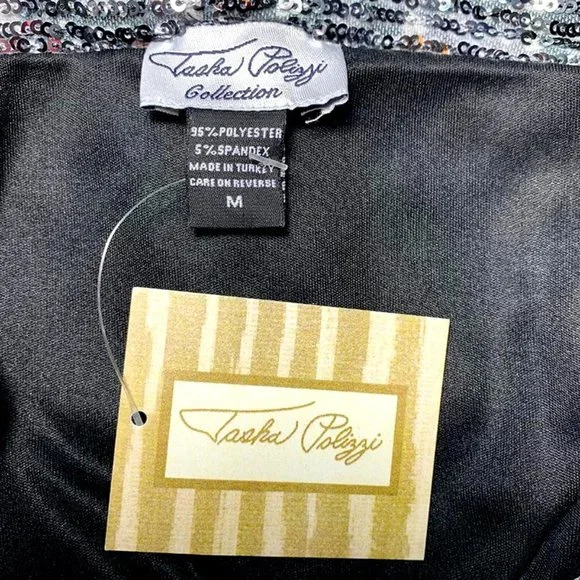 Tasha Polizzi
Collection
95% POLYESTER
5% SPANDEX
MADE IN TURKEY
CARE ON REVERSE
M
Tasha Polizzi